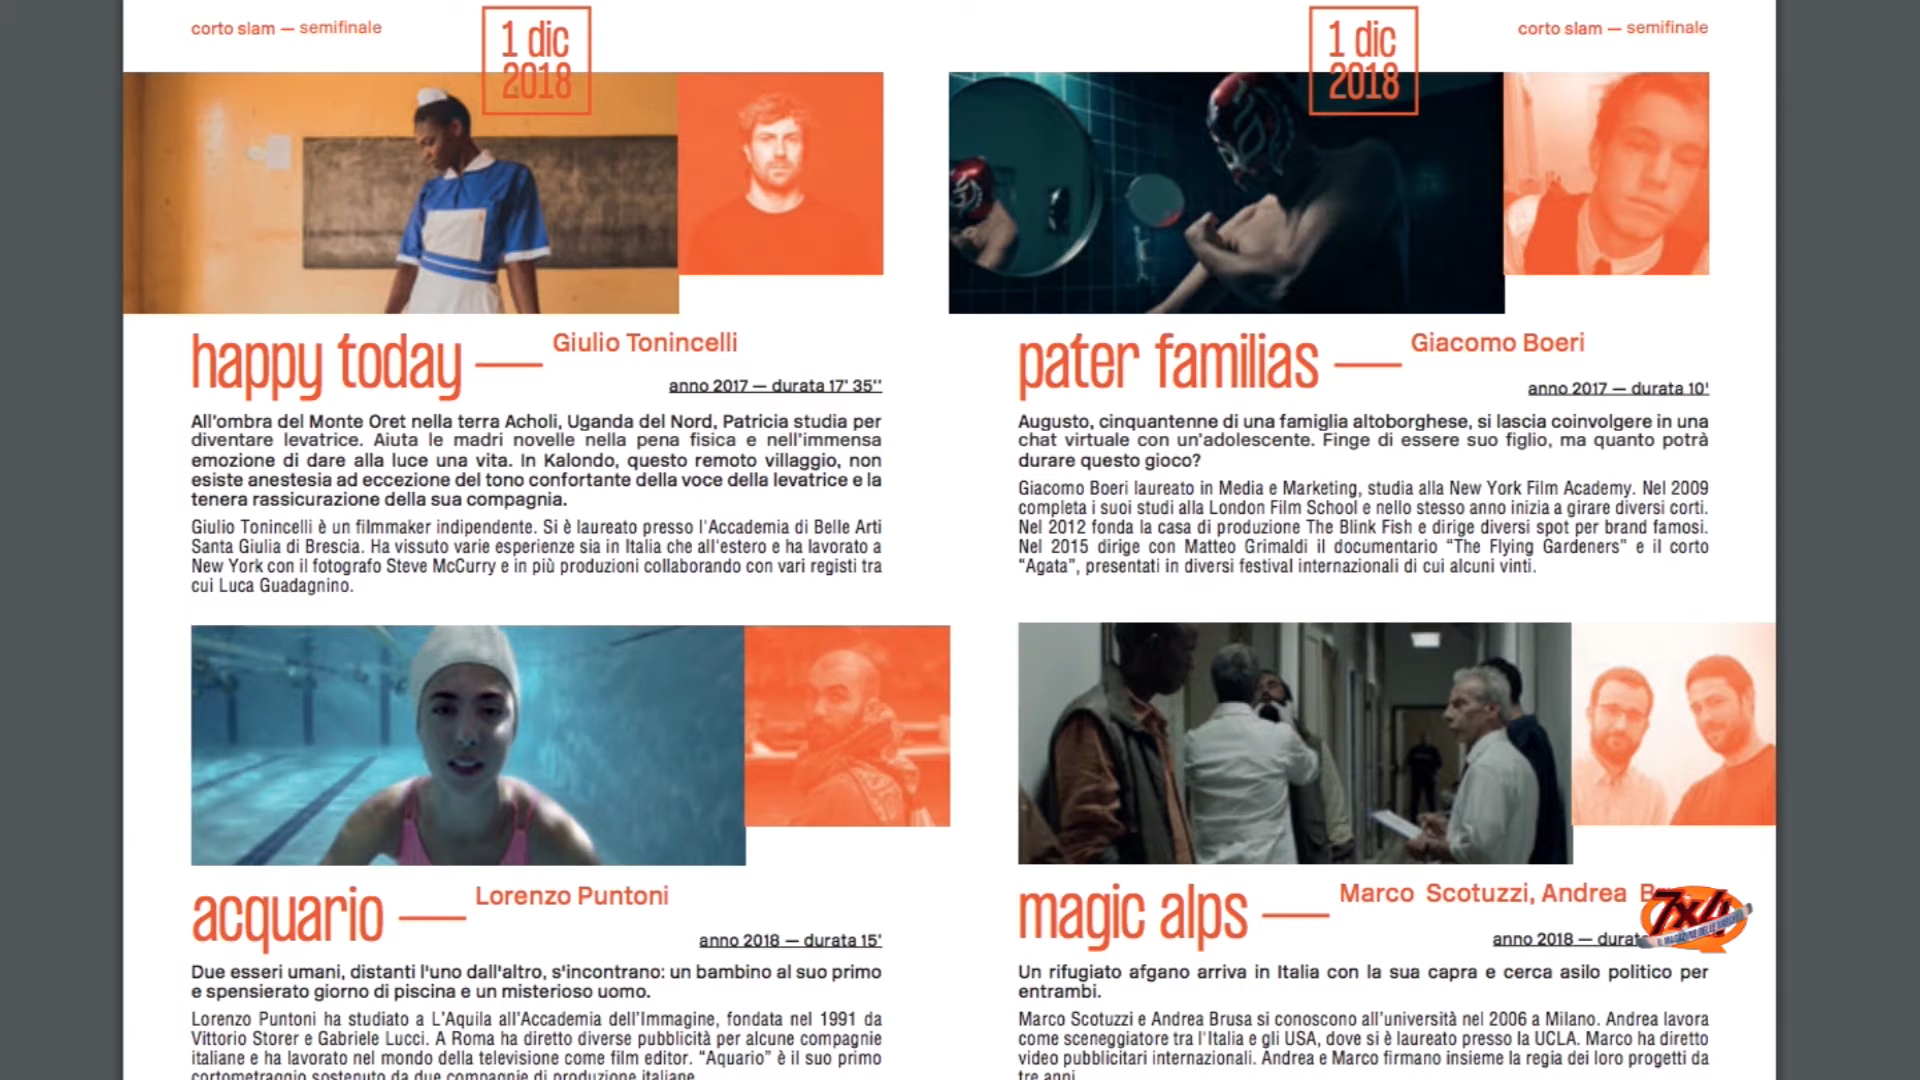 corto slam — semifinale
1 dic
2018
happy today — Giulio Tonincelli
anno 2017 — durata 17' 35''
All'ombra del Monte Oret nella terra Acholi, Uganda del Nord, Patricia studia per
diventare levatrice. Aiuta le madri novelle nella pena fisica e nell'immensa
emozione di dare alla luce una vita. In Kalondo, questo remoto villaggio, non
esiste anestesia ad eccezione del tono confortante della voce della levatrice e la
tenera rassicurazione della sua compagnia.
Giulio Tonincelli è un filmmaker indipendente. Si è laureato presso l'Accademia di Belle Arti
Santa Giulia di Brescia. Ha vissuto varie esperienze sia in Italia che all'estero e ha lavorato a
New York con il fotografo Steve McCurry e in più produzioni collaborando con vari registi tra
cui Luca Guadagnino.
acquario — Lorenzo Puntoni
anno 2018 — durata 15'
Due esseri umani, distanti l'uno dall'altro, s'incontrano: un bambino al suo primo
e spensierato giorno di piscina e un misterioso uomo.
Lorenzo Puntoni ha studiato a L'Aquila all'Accademia dell'Immagine, fondata nel 1991 da
Vittorio Storer e Gabriele Lucci. A Roma ha diretto diverse pubblicità per alcune compagnie
italiane e ha lavorato nel mondo della televisione come film editor. “Aquario” è il suo primo
cortometraggio sostenuto da due compagnie di produzione italiane.
corto slam — semifinale
1 dic
2018
pater familias — Giacomo Boeri
anno 2017 — durata 10'
Augusto, cinquantenne di una famiglia altoborghese, si lascia coinvolgere in una
chat virtuale con un'adolescente. Finge di essere suo figlio, ma quanto potrà
durare questo gioco?
Giacomo Boeri laureato in Media e Marketing, studia alla New York Film Academy. Nel 2009
completa i suoi studi alla London Film School e nello stesso anno inizia a girare diversi corti.
Nel 2012 fonda la casa di produzione The Blink Fish e dirige diversi spot per brand famosi.
Nel 2015 dirige con Matteo Grimaldi il documentario “The Flying Gardeners” e il corto
“Agata”, presentati in diversi festival internazionali di cui alcuni vinti.
magic alps — Marco Scotuzzi, Andrea
anno 2018 —
7x4
Un rifugiato afgano arriva in Italia con la sua capra e cerca asilo politico per
entrambi.
Marco Scotuzzi e Andrea Brusa si conoscono all'università nel 2006 a Milano. Andrea lavora
come sceneggiatore tra l'Italia e gli USA, dove si è laureato presso la UCLA. Marco ha diretto
video pubblicitari internazionali. Andrea e Marco firmano insieme la regia dei loro progetti da
tre anni